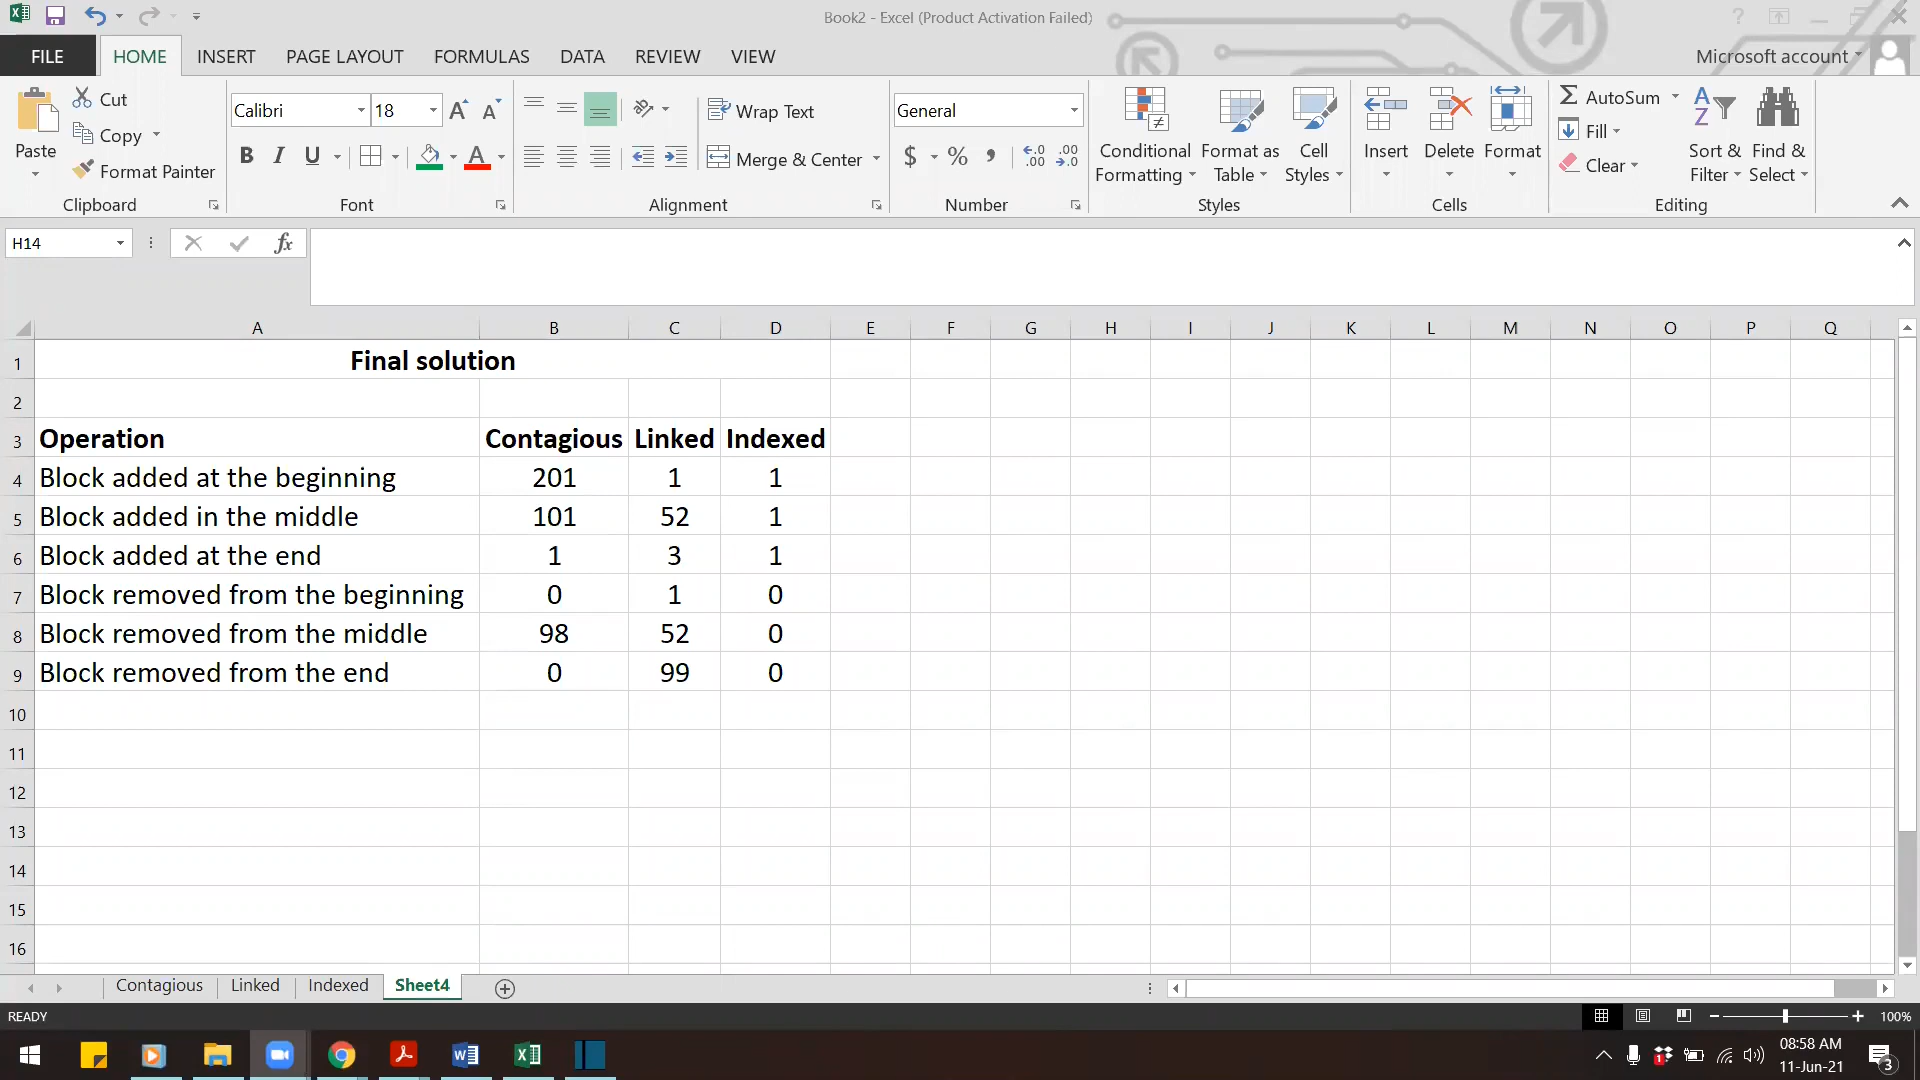 Book2 - Excel (Product Activation Failed)
FILE HOME INSERT PAGE LAYOUT FORMULAS DATA REVIEW VIEW Microsoft account
Paste Cut Copy Format Painter
Clipboard
Calibri 18
B I U A
Font
Wrap Text
Merge & Center
Alignment
General
$ % ,
Number
Conditional Formatting Format as Table Cell Styles
Styles
Insert Delete Format
Cells
AutoSum
Fill
Clear
Sort & Filter Find & Select
Editing
H14 fx
A B C D E F G H I J K L M N O P Q
1 Final solution
2
3 Operation Contagious Linked Indexed
4 Block added at the beginning 201 1 1
5 Block added in the middle 101 52 1
6 Block added at the end 1 3 1
7 Block removed from the beginning 0 1 0
8 Block removed from the middle 98 52 0
9 Block removed from the end 0 99 0
10
11
12
13
14
15
16
Contagious Linked Indexed Sheet4
READY 100%
08:58 AM
11-Jun-21
3